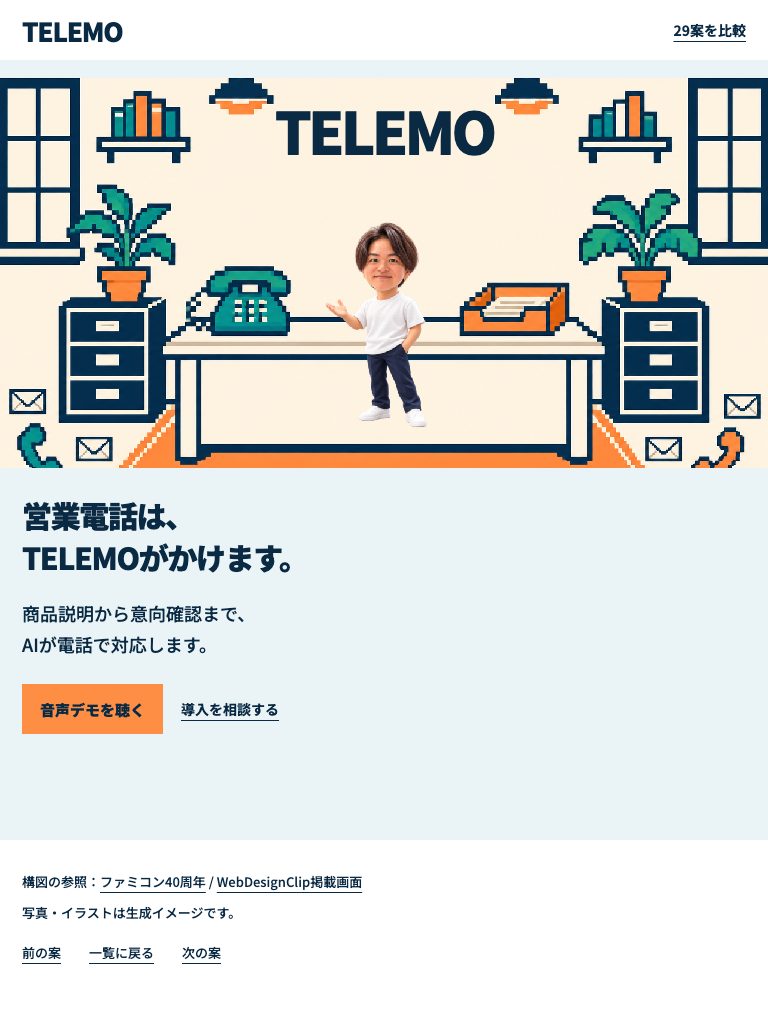 TELEMO
29案を比較
TELEMO
営業電話は、
TELEMOがかけます。
商品説明から意向確認まで、
AIが電話で対応します。
音声デモを聴く
導入を相談する
構図の参照：ファミコン40周年 / WebDesignClip掲載画面
写真・イラストは生成イメージです。
前の案
一覧に戻る
次の案